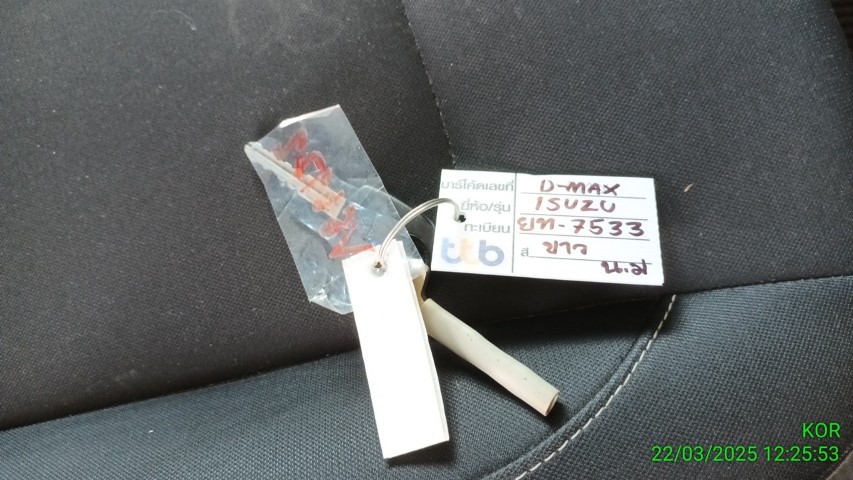 บาร์โค้ดเลขที่ D-MAX
ยี่ห้อ/รุ่น ISUZU
ทะเบียน ยท-7533
ttb สี ขาว
น.ม
KOR
22/03/2025 12:25:53